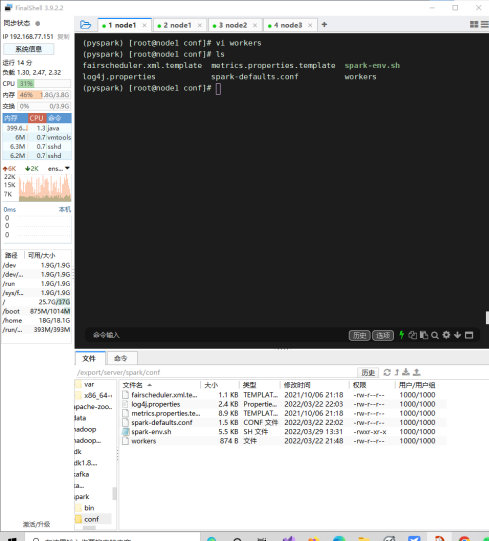 FinalShell 3.9.2.2
同步状态
IP 192.168.77.151 复制
系统信息
运行 14 分
负载 1.30, 2.47, 2.32
CPU 31%
内存 46% 1.8G/3.8G
交换 0% 0/3.9G
内存 CPU 命令
399.6... 1.3 java
6M 0.7 vmtools
6.3M 0.7 sshd
6.2M 0.7 sshd
6K 2K ens...
22K
15K
7K
0ms 本机
0
0
0
路径 可用/大小
/dev 1.9G/1.9G
/dev/... 1.9G/1.9G
/run 1.9G/1.9G
/sys/f... 1.9G/1.9G
/ 25.7G/37G
/boot 875M/1014M
/home 18G/18.1G
/run/... 393M/393M
激活/升级
1 node1 × 2 node1 × 3 node2 × 4 node3 × +
(pyspark) [root@node1 conf]# vi workers
(pyspark) [root@node1 conf]# ls
fairscheduler.xml.template metrics.properties.template spark-env.sh
log4j.properties spark-defaults.conf workers
(pyspark) [root@node1 conf]#
命令输入 历史 选项
文件 命令
/export/server/spark/conf 历史
var
x86_64-
apache-zoo...
data
hadoop
hadoop...
jdk
jdk1.8....
kafka
spark
bin
conf
文件名 大小 类型 修改时间 权限 用户/用户组
fairscheduler.xml.te... 1.1 KB TEMPLAT... 2021/10/06 21:18 -rw-r--r-- 1000/1000
log4j.properties 2.4 KB Propertie... 2022/03/22 22:03 -rw-r--r-- 1000/1000
metrics.properties.te... 8.9 KB TEMPLAT... 2021/10/06 21:18 -rw-r--r-- 1000/1000
spark-defaults.conf 1.5 KB CONF 文件 2022/03/22 22:02 -rw-r--r-- 1000/1000
spark-env.sh 5.5 KB SH 文件 2022/03/29 13:31 -rwxr-xr-x 1000/1000
workers 874 B 文件 2022/03/22 21:48 -rw-r--r-- 1000/1000